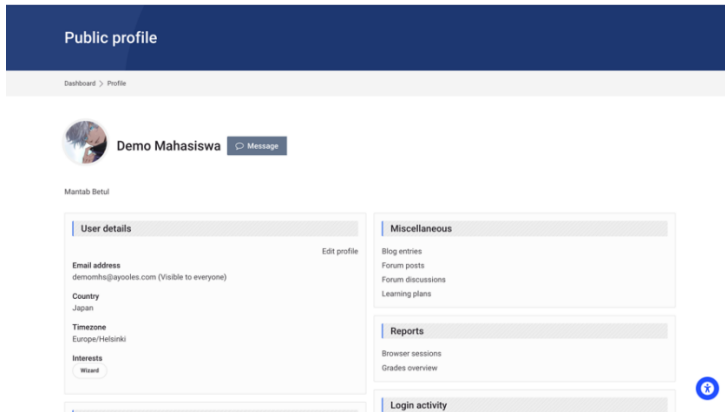 Public profile
Dashboard > Profile
Demo Mahasiswa
Message
Mantab Betul
User details
Edit profile
Email address
demomhs@ayooles.com (Visible to everyone)
Country
Japan
Timezone
Europe/Helsinki
Interests
Wizard
Miscellaneous
Blog entries
Forum posts
Forum discussions
Learning plans
Reports
Browser sessions
Grades overview
Login activity